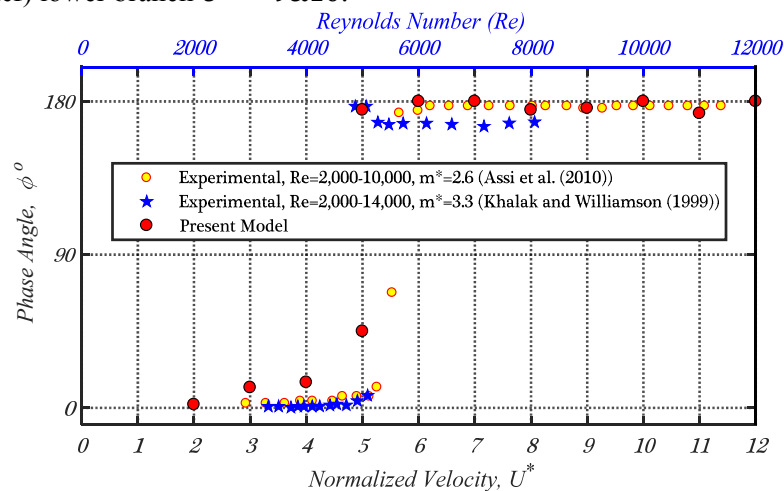 lower branch U
Reynolds Number (Re)
0 2000 4000 6000 8000 10000 12000
180
90
0
Phase Angle, ϕ°
Experimental, Re=2,000-10,000, m*=2.6 (Assi et al. (2010))
Experimental, Re=2,000-14,000, m*=3.3 (Khalak and Williamson (1999))
Present Model
0 1 2 3 4 5 6 7 8 9 10 11 12
Normalized Velocity, U*